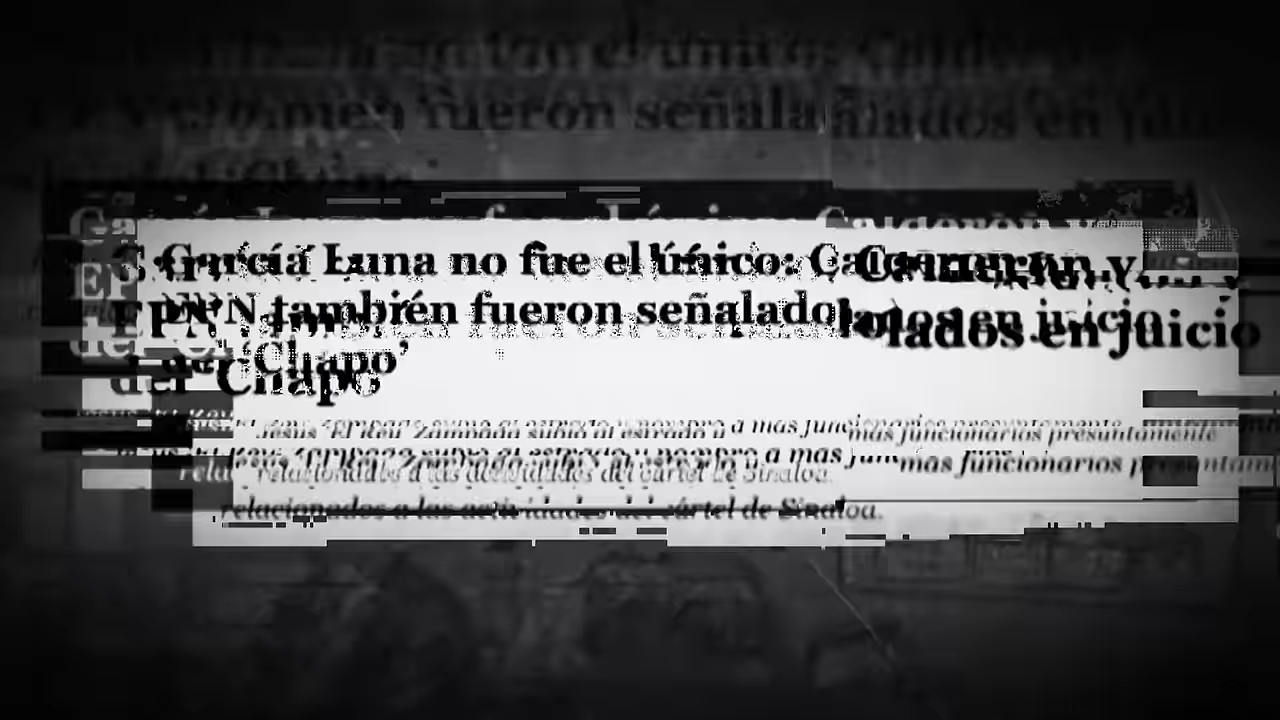 García Luna no fue el único: Calderón y
EPN también fueron señalados en juicio
del ‘Chapo’
Jesús ‘El Rey’ Zambada subió al estrado y nombró a más funcionarios presuntamente
relacionados a las actividades del cártel de Sinaloa.